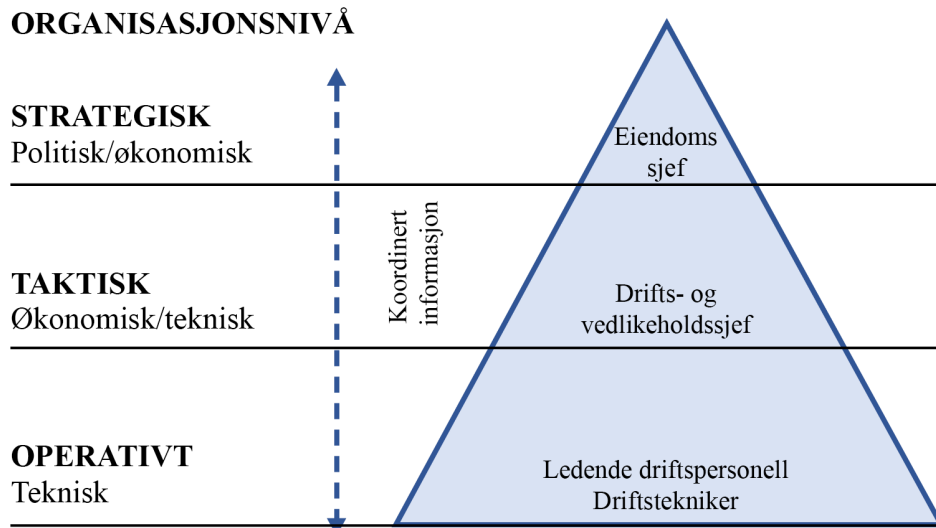 ORGANISASJONSNIVÅ
STRATEGISK
Politisk/økonomisk
Eiendoms
sjef
Koordinert
informasjon
TAKTISK
Økonomisk/teknisk
Drifts- og
vedlikeholdssjef
OPERATIVT
Teknisk
Ledende driftspersonell
Driftstekniker